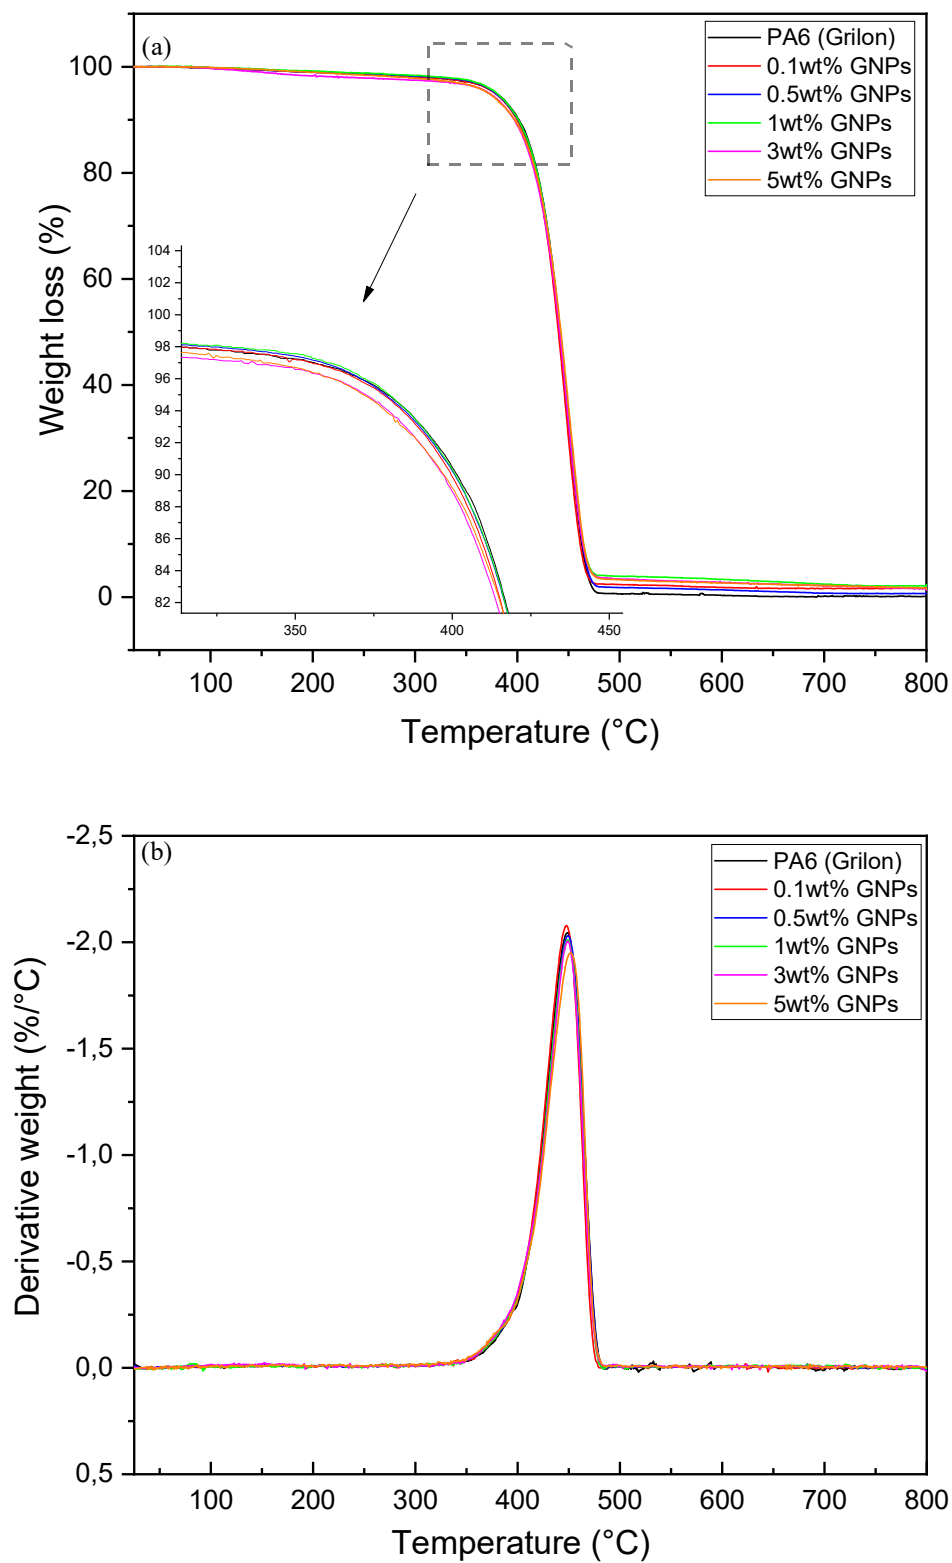 (a)
PA6 (Grilon)
0.1wt% GNPs
0.5wt% GNPs
1wt% GNPs
3wt% GNPs
5wt% GNPs
Weight loss (%)
100
80
60
40
20
0
104
102
100
98
96
94
92
90
88
86
84
82
350 400 450
100 200 300 400 500 600 700 800
Temperature (°C)
(b)
PA6 (Grilon)
0.1wt% GNPs
0.5wt% GNPs
1wt% GNPs
3wt% GNPs
5wt% GNPs
Derivative weight (%/°C)
-2,5
-2,0
-1,5
-1,0
-0,5
0,0
0,5
100 200 300 400 500 600 700 800
Temperature (°C)